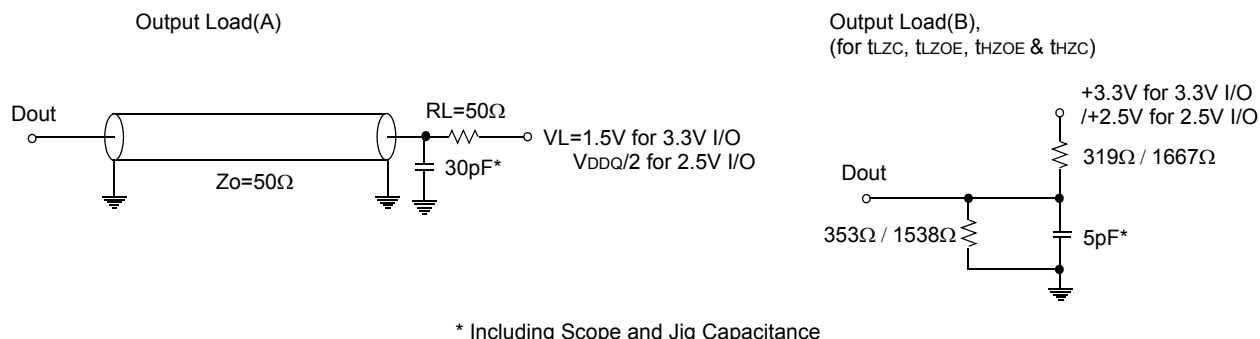 Output Load(A)
Dout
Zo=50Ω
RL=50Ω
30pF*
VL=1.5V for 3.3V I/O
VDDQ/2 for 2.5V I/O
Output Load(B),
(for tLZC, tLZOE, tHZOE & tHZC)
+3.3V for 3.3V I/O
/+2.5V for 2.5V I/O
319Ω / 1667Ω
Dout
353Ω / 1538Ω
5pF*
* Including Scope and Jig Capacitance